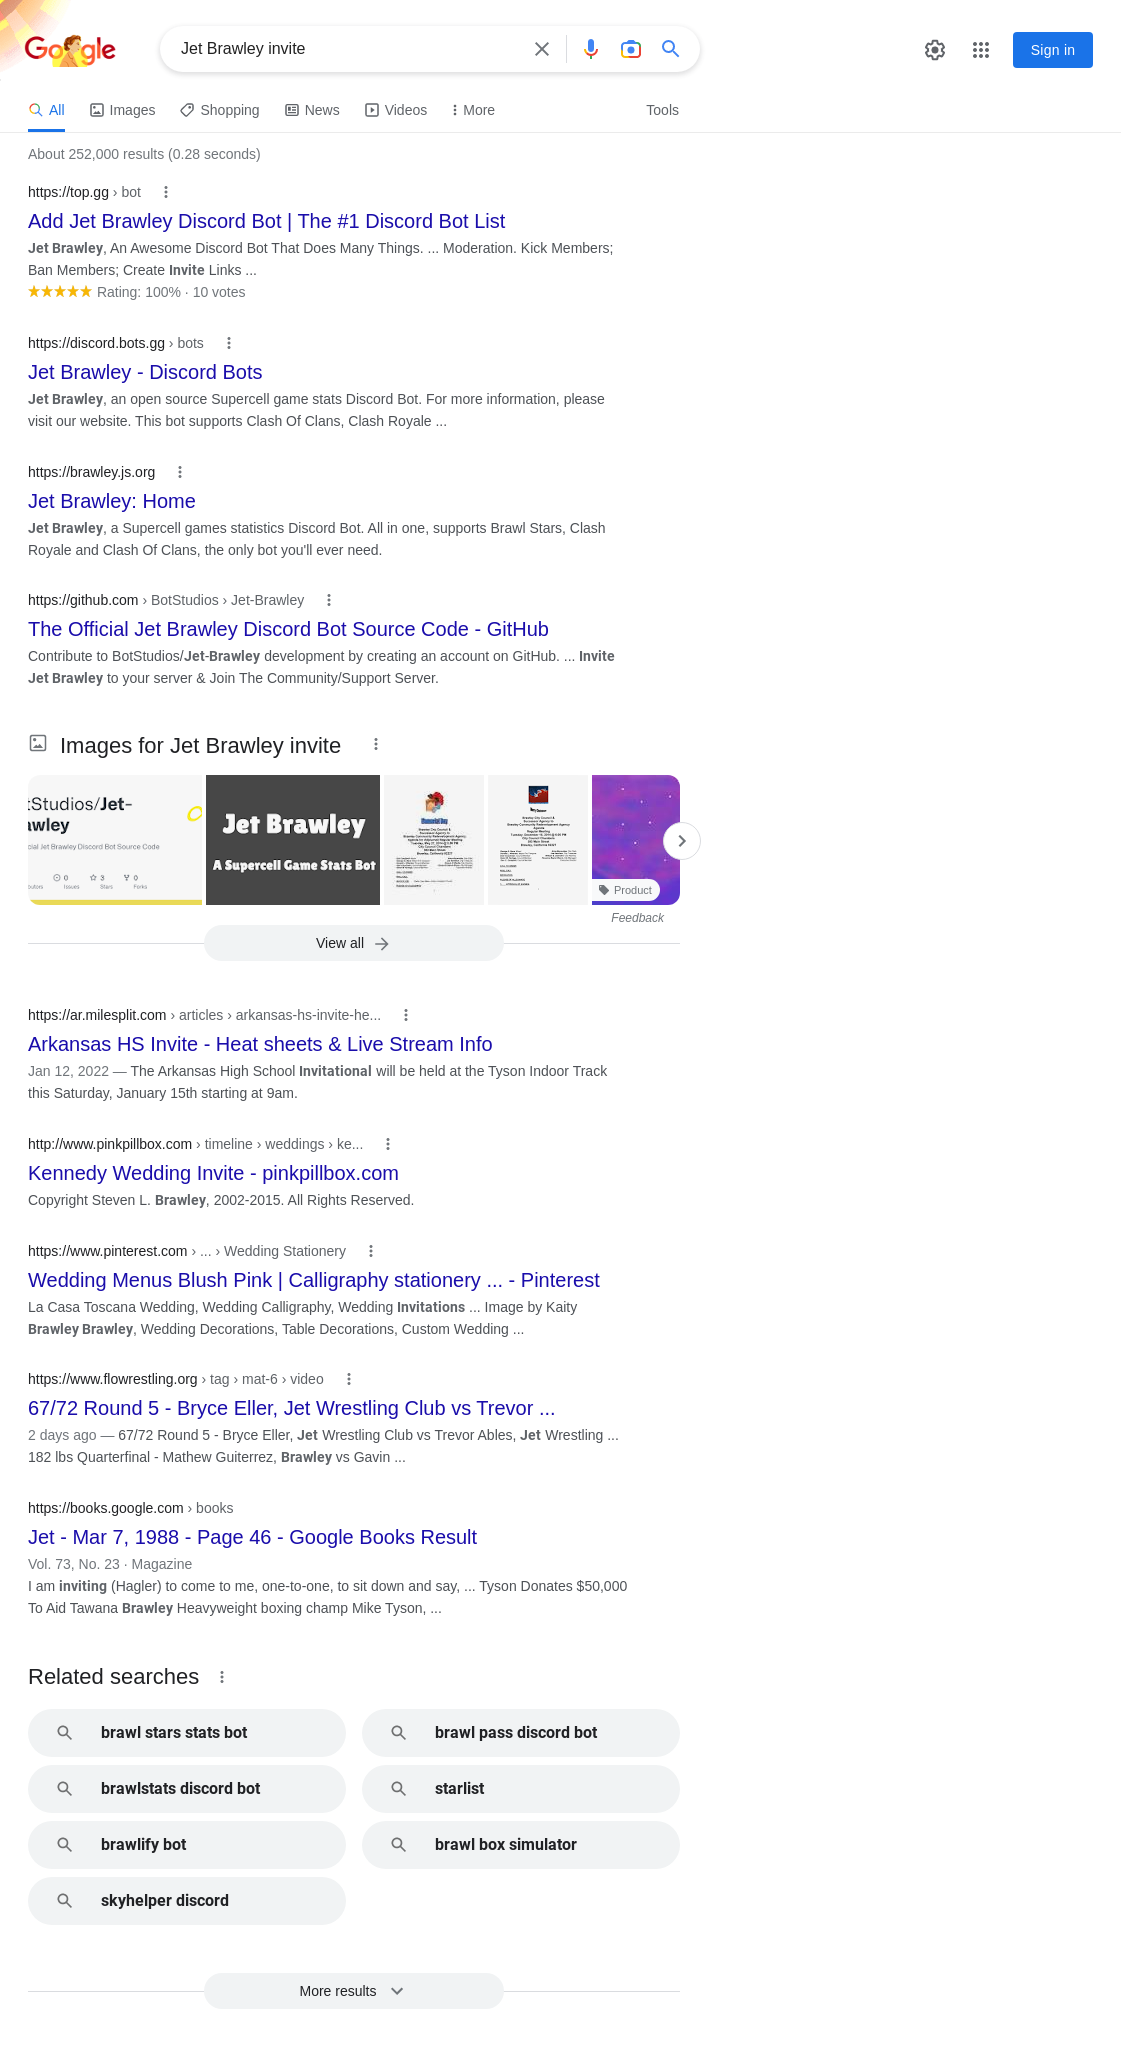 Google
Jet Brawley invite
Sign in
All
Images
Shopping
News
Videos
More
Tools
About 252,000 results (0.28 seconds)
https://top.gg › bot
Add Jet Brawley Discord Bot | The #1 Discord Bot List
Jet Brawley, An Awesome Discord Bot That Does Many Things. ... Moderation. Kick Members;
Ban Members; Create Invite Links ...
Rating: 100% · 10 votes
https://discord.bots.gg › bots
Jet Brawley - Discord Bots
Jet Brawley, an open source Supercell game stats Discord Bot. For more information, please
visit our website. This bot supports Clash Of Clans, Clash Royale ...
https://brawley.js.org
Jet Brawley: Home
Jet Brawley, a Supercell games statistics Discord Bot. All in one, supports Brawl Stars, Clash
Royale and Clash Of Clans, the only bot you'll ever need.
https://github.com › BotStudios › Jet-Brawley
The Official Jet Brawley Discord Bot Source Code - GitHub
Contribute to BotStudios/Jet-Brawley development by creating an account on GitHub. ... Invite
Jet Brawley to your server & Join The Community/Support Server.
Images for Jet Brawley invite
tStudios/Jet-
awley
cial Jet Brawley Discord Bot Source Code
0
3
0
butors
Issues
Stars
Forks
Jet Brawley
A Supercell Game Stats Bot
Memorial Day
Product
Feedback
View all
https://ar.milesplit.com › articles › arkansas-hs-invite-he...
Arkansas HS Invite - Heat sheets & Live Stream Info
Jan 12, 2022 — The Arkansas High School Invitational will be held at the Tyson Indoor Track
this Saturday, January 15th starting at 9am.
http://www.pinkpillbox.com › timeline › weddings › ke...
Kennedy Wedding Invite - pinkpillbox.com
Copyright Steven L. Brawley, 2002-2015. All Rights Reserved.
https://www.pinterest.com › ... › Wedding Stationery
Wedding Menus Blush Pink | Calligraphy stationery ... - Pinterest
La Casa Toscana Wedding, Wedding Calligraphy, Wedding Invitations ... Image by Kaity
Brawley Brawley, Wedding Decorations, Table Decorations, Custom Wedding ...
https://www.flowrestling.org › tag › mat-6 › video
67/72 Round 5 - Bryce Eller, Jet Wrestling Club vs Trevor ...
2 days ago — 67/72 Round 5 - Bryce Eller, Jet Wrestling Club vs Trevor Ables, Jet Wrestling ...
182 lbs Quarterfinal - Mathew Guiterrez, Brawley vs Gavin ...
https://books.google.com › books
Jet - Mar 7, 1988 - Page 46 - Google Books Result
Vol. 73, No. 23 · Magazine
I am inviting (Hagler) to come to me, one-to-one, to sit down and say, ... Tyson Donates $50,000
To Aid Tawana Brawley Heavyweight boxing champ Mike Tyson, ...
Related searches
brawl stars stats bot
brawl pass discord bot
brawlstats discord bot
starlist
brawlify bot
brawl box simulator
skyhelper discord
More results